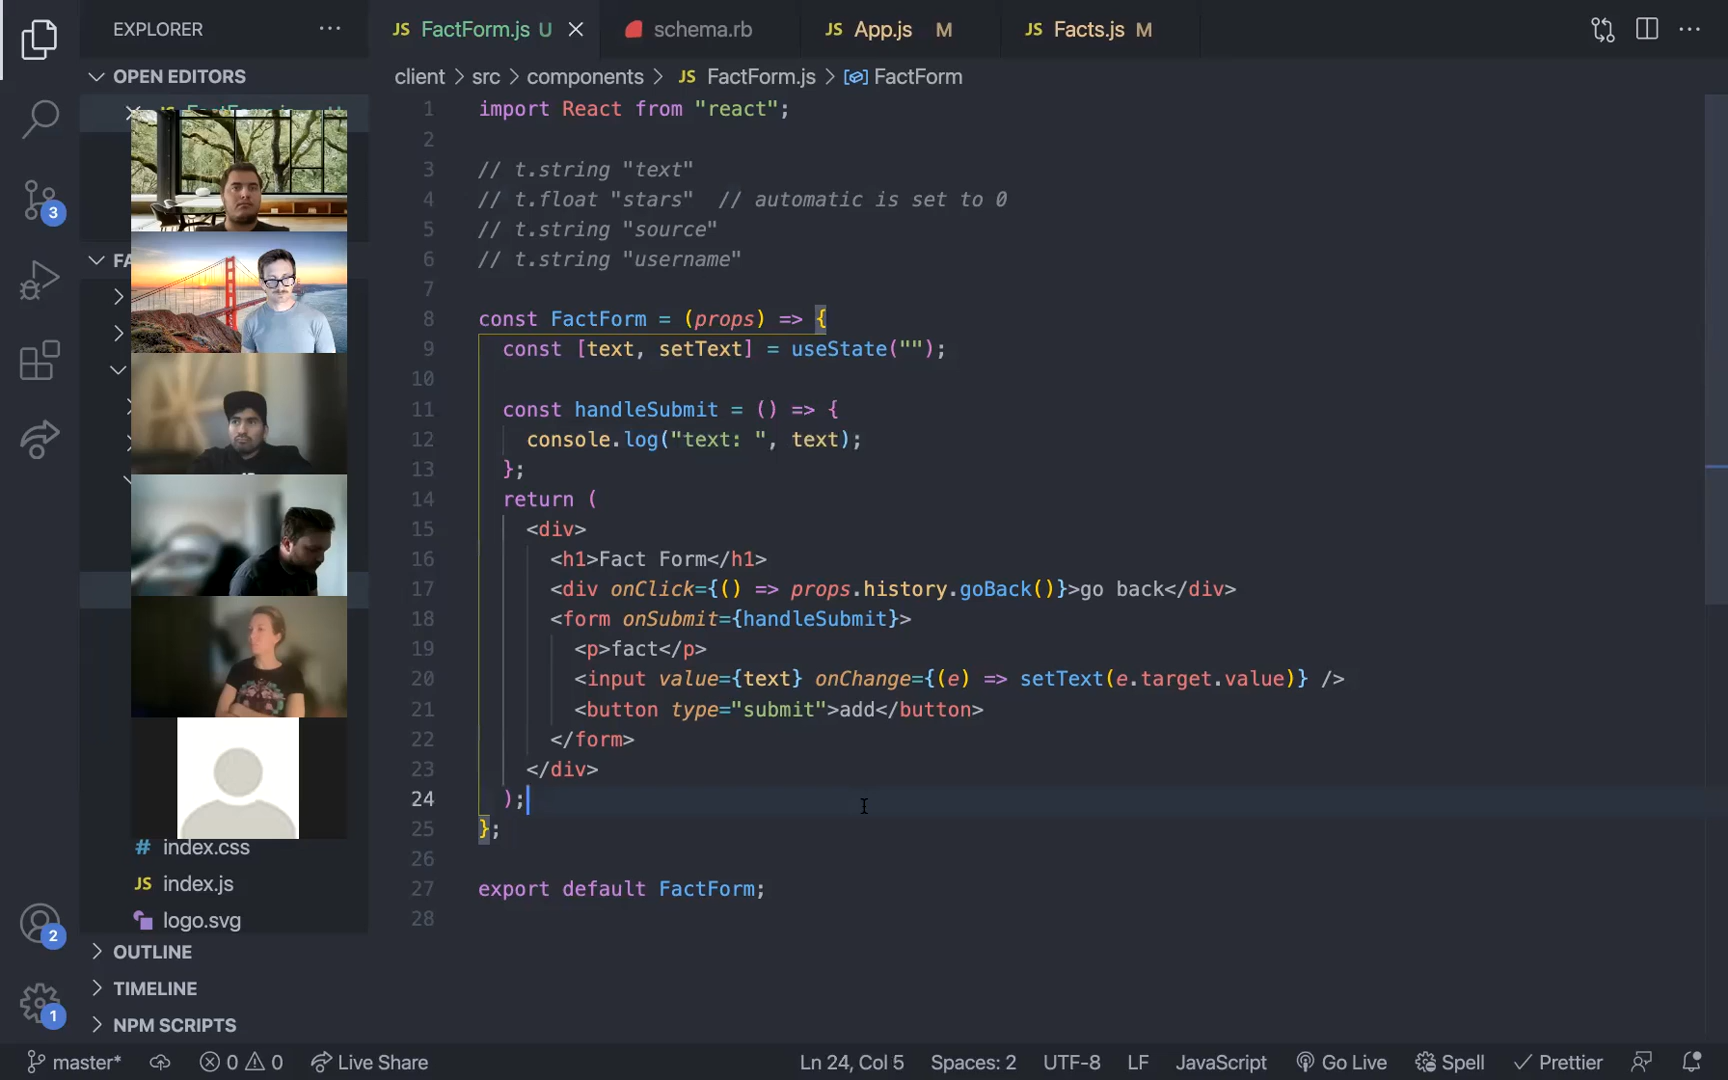 EXPLORER
FactForm.js U
schema.rb
JS App.js M
JS Facts.js M
OPEN EDITORS
client > src > components > JS FactForm.js > FactForm
1 import React from "react";
2
3 // t.string "text"
4 // t.float "stars" // automatic is set to 0
5 // t.string "source"
6 // t.string "username"
7
8 const FactForm = (props) => {
9 const [text, setText] = useState("");
10
11 const handleSubmit = () => {
12 console.log("text: ", text);
13 };
14 return (
15 <div>
16 <h1>Fact Form</h1>
17 <div onClick={() => props.history.goBack()}>go back</div>
18 <form onSubmit={handleSubmit}>
19 <p>fact</p>
20 <input value={text} onChange={(e) => setText(e.target.value)} />
21 <button type="submit">add</button>
22 </form>
23 </div>
24 );
25 };
26
27 export default FactForm;
28
3
# index.css
JS index.js
logo.svg
OUTLINE
TIMELINE
NPM SCRIPTS
2
1
master* 0 0 Live Share Ln 24, Col 5 Spaces: 2 UTF-8 LF JavaScript Go Live Spell Prettier